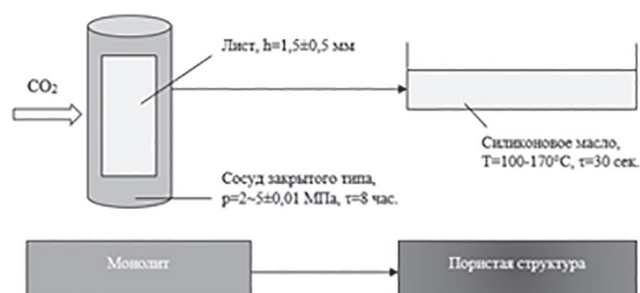 Лист, h=1,5±0,5 мм
CO₂
Силиконовое масло,
T=100-170°C, τ=30 сек.
Сосуд закрытого типа,
p=2~5±0,01 МПа, τ=8 час.
Монолит
Пористая структура